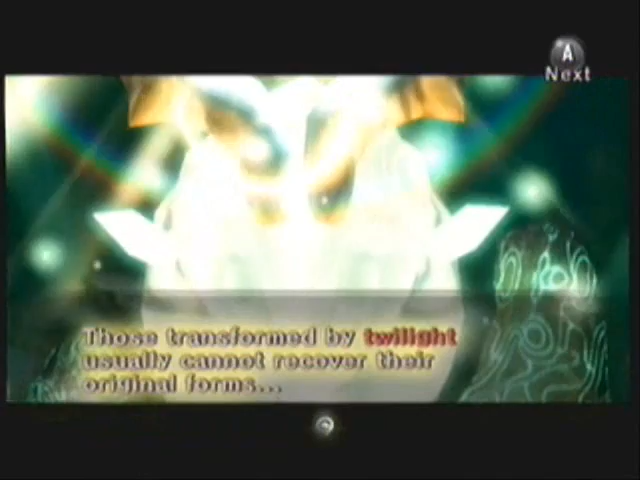 A
Next
Those transformed by twilight
usually cannot recover their
original forms...